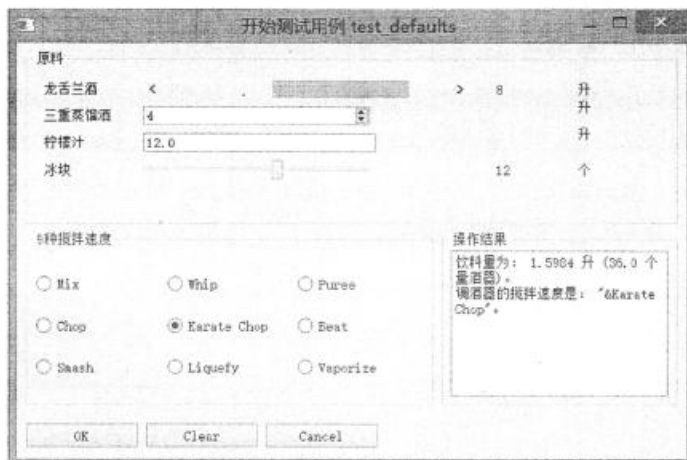 开始测试用例 test_defaults
原料
龙舌兰酒 < > 8 升
三重蒸馏酒 4 升
柠檬汁 12.0 升
冰块 12 个
9种搅拌速度
Mix Whip Puree
Chop Karate Chop Beat
Smash Liquefy Vaporize
操作结果
饮料量为： 1.5984 升 (36.0 个
量酒器)。
调酒器的搅拌速度是： "&Karate
Chop"。
OK Clear Cancel